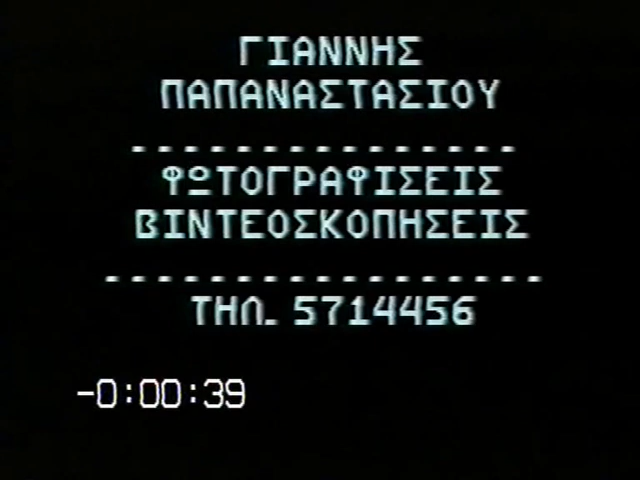 ΓΙΑΝΝΗΣ
ΠΑΠΑΝΑΣΤΑΣΙΟΥ
---------------
ΦΩΤΟΓΡΑΦΙΣΕΙΣ
ΒΙΝΤΕΟΣΚΟΠΗΣΕΙΣ
-----------------
ΤΗΛ. 5714456
-0:00:39